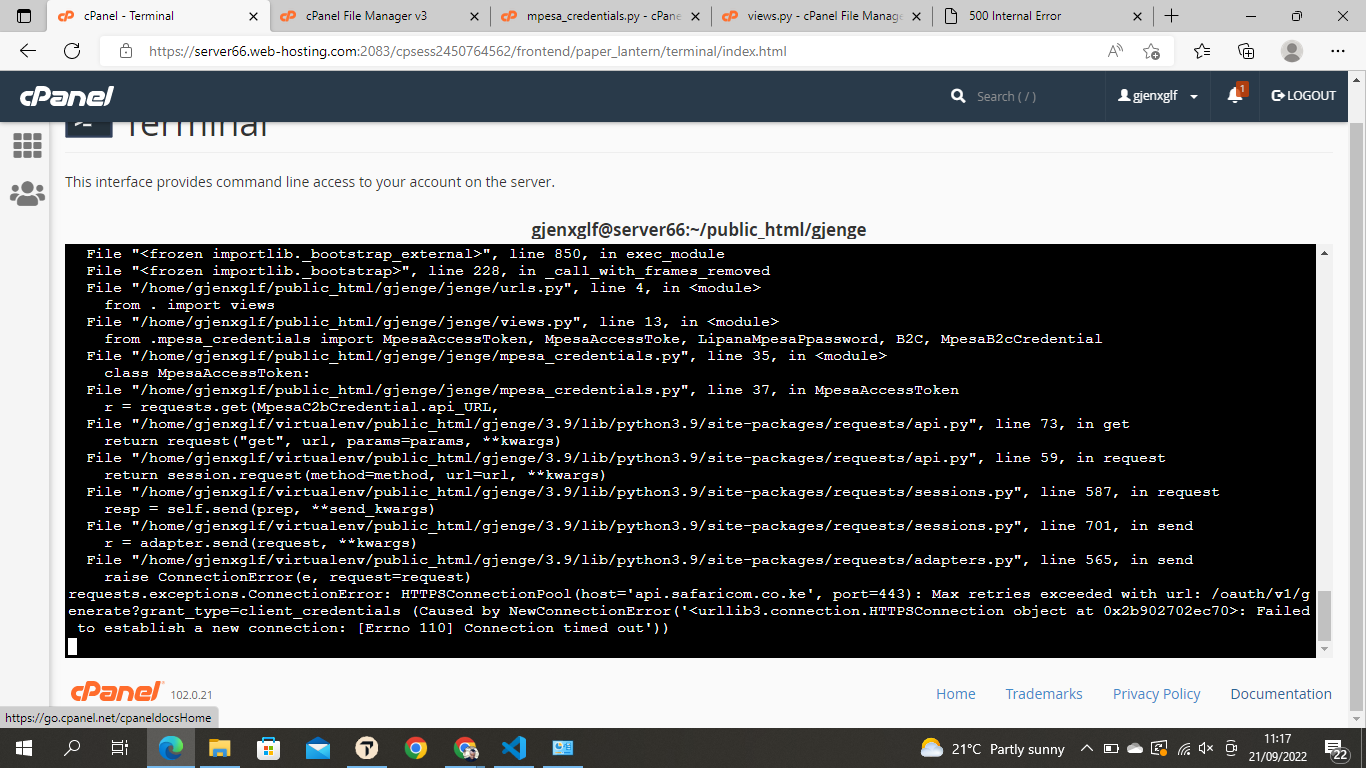 cPanel - Terminal
cPanel File Manager v3
mpesa_credentials.py - cPane
views.py - cPanel File Manage
500 Internal Error
https://server66.web-hosting.com:2083/cpsess2450764562/frontend/paper_lantern/terminal/index.html
cPanel
Search ( / )
gjenxglf
1
LOGOUT
Terminal
This interface provides command line access to your account on the server.
gjenxglf@server66:~/public_html/gjenge
File "<frozen importlib._bootstrap_external>", line 850, in exec_module
File "<frozen importlib._bootstrap>", line 228, in _call_with_frames_removed
File "/home/gjenxglf/public_html/gjenge/jenge/urls.py", line 4, in <module>
from . import views
File "/home/gjenxglf/public_html/gjenge/jenge/views.py", line 13, in <module>
from .mpesa_credentials import MpesaAccessToken, MpesaAccessToke, LipanaMpesaPpassword, B2C, MpesaB2cCredential
File "/home/gjenxglf/public_html/gjenge/jenge/mpesa_credentials.py", line 35, in <module>
class MpesaAccessToken:
File "/home/gjenxglf/public_html/gjenge/jenge/mpesa_credentials.py", line 37, in MpesaAccessToken
r = requests.get(MpesaC2bCredential.api_URL,
File "/home/gjenxglf/virtualenv/public_html/gjenge/3.9/lib/python3.9/site-packages/requests/api.py", line 73, in get
return request("get", url, params=params, **kwargs)
File "/home/gjenxglf/virtualenv/public_html/gjenge/3.9/lib/python3.9/site-packages/requests/api.py", line 59, in request
return session.request(method=method, url=url, **kwargs)
File "/home/gjenxglf/virtualenv/public_html/gjenge/3.9/lib/python3.9/site-packages/requests/sessions.py", line 587, in request
resp = self.send(prep, **send_kwargs)
File "/home/gjenxglf/virtualenv/public_html/gjenge/3.9/lib/python3.9/site-packages/requests/sessions.py", line 701, in send
r = adapter.send(request, **kwargs)
File "/home/gjenxglf/virtualenv/public_html/gjenge/3.9/lib/python3.9/site-packages/requests/adapters.py", line 565, in send
raise ConnectionError(e, request=request)
requests.exceptions.ConnectionError: HTTPSConnectionPool(host='api.safaricom.co.ke', port=443): Max retries exceeded with url: /oauth/v1/g
enerate?grant_type=client_credentials (Caused by NewConnectionError('<urllib3.connection.HTTPSConnection object at 0x2b902702ec70>: Failed
to establish a new connection: [Errno 110] Connection timed out'))
cPanel 102.0.21
Home
Trademarks
Privacy Policy
Documentation
https://go.cpanel.net/cpaneldocsHome
21°C Partly sunny
11:17
21/09/2022
22